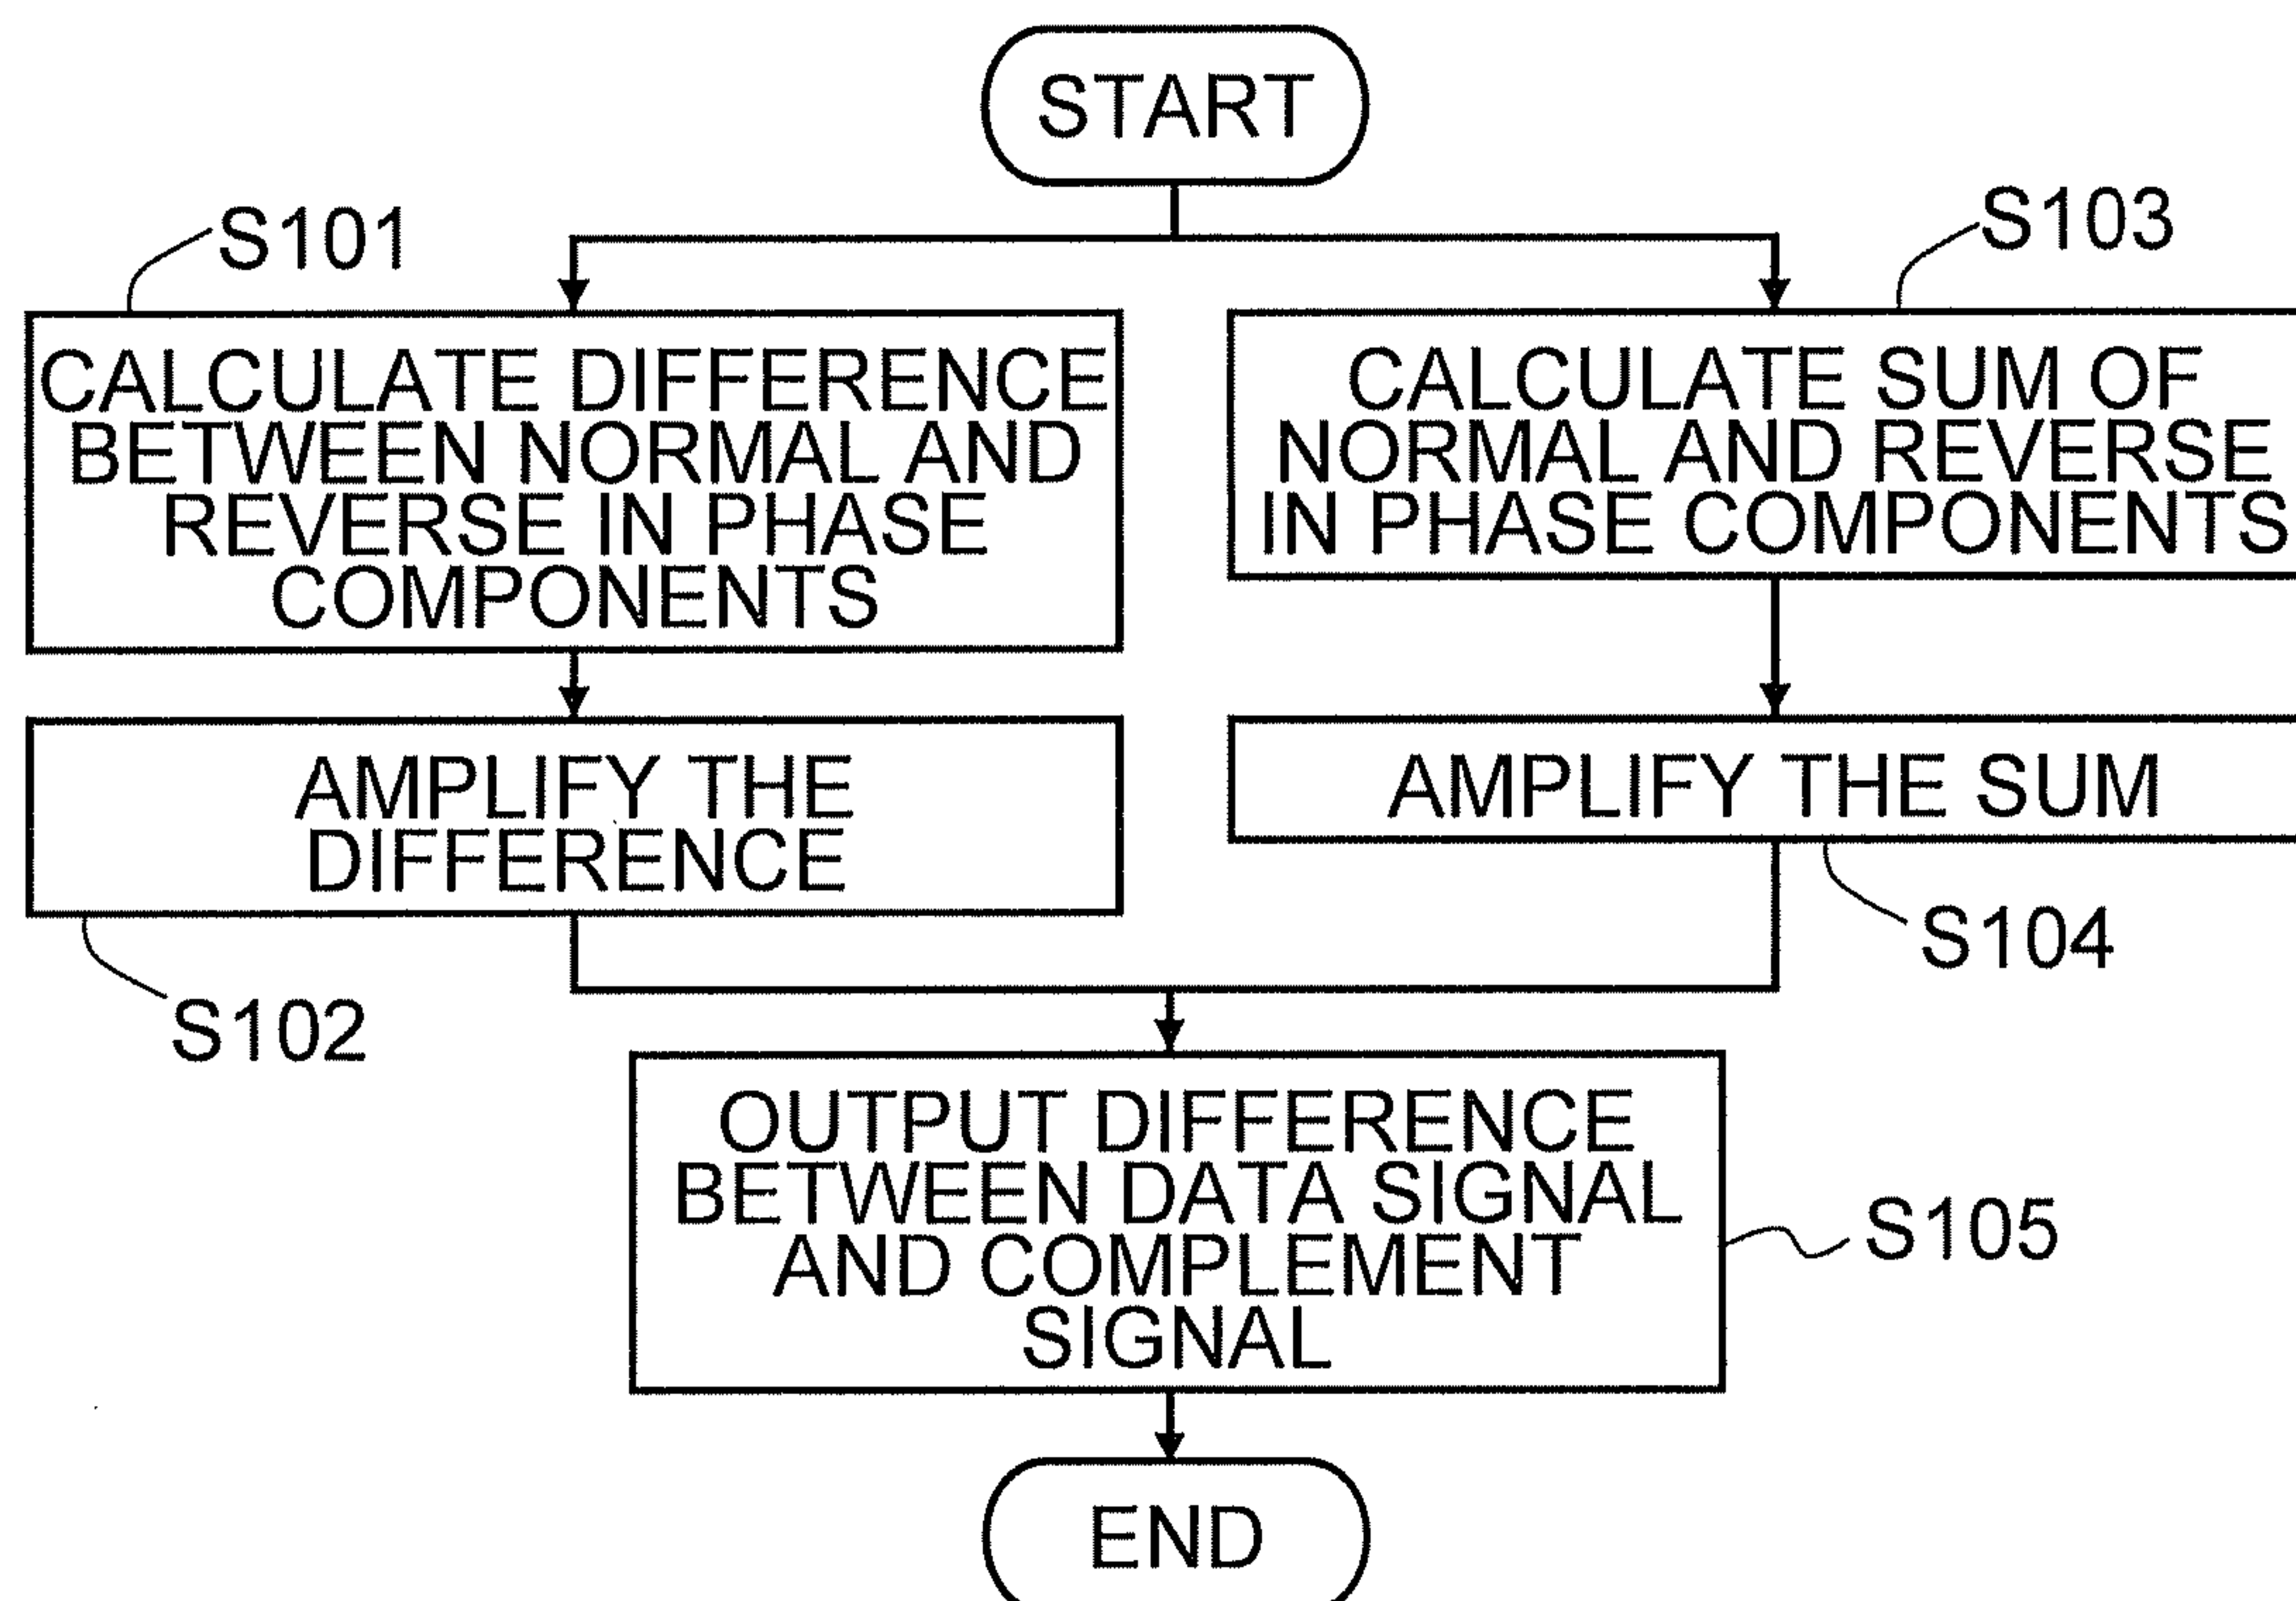 START
S101
CALCULATE DIFFERENCE
BETWEEN NORMAL AND
REVERSE IN PHASE
COMPONENTS
AMPLIFY THE
DIFFERENCE
S102
S103
CALCULATE SUM OF
NORMAL AND REVERSE
IN PHASE COMPONENTS
AMPLIFY THE SUM
S104
OUTPUT DIFFERENCE
BETWEEN DATA SIGNAL
AND COMPLEMENT
SIGNAL
S105
END